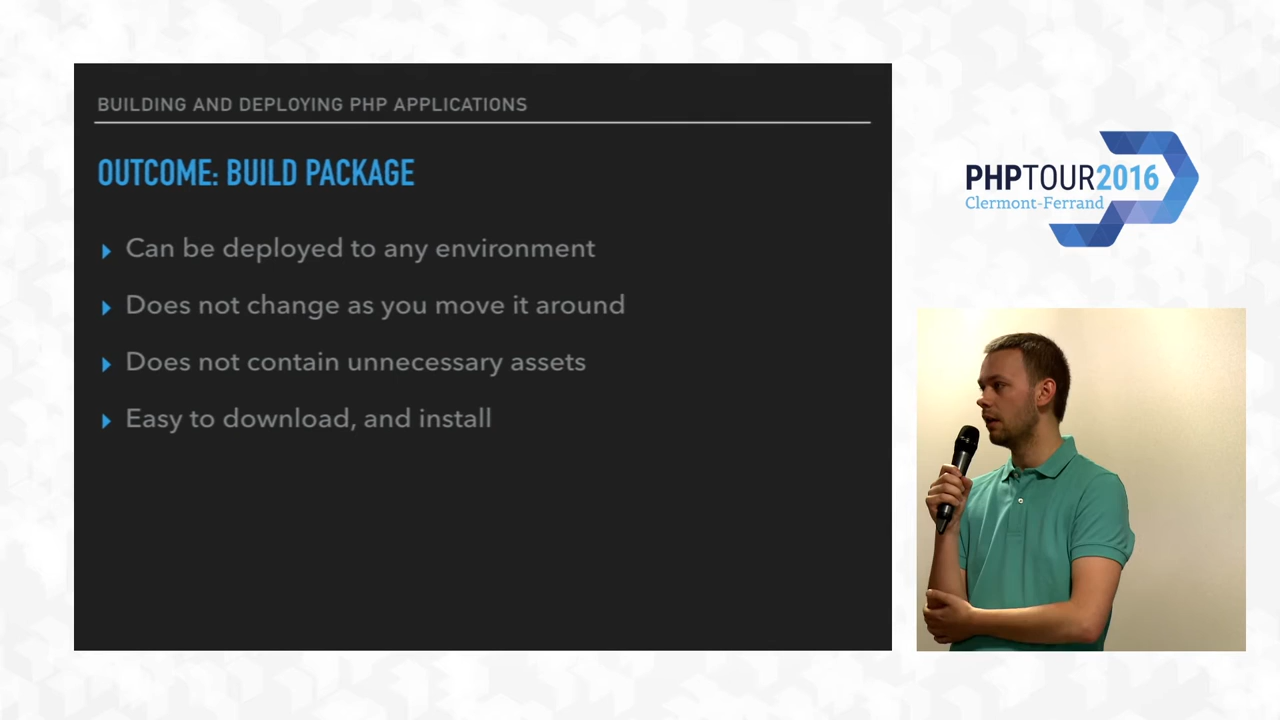 BUILDING AND DEPLOYING PHP APPLICATIONS
OUTCOME: BUILD PACKAGE
Can be deployed to any environment
Does not change as you move it around
Does not contain unnecessary assets
Easy to download, and install
PHPTOUR2016
Clermont-Ferrand